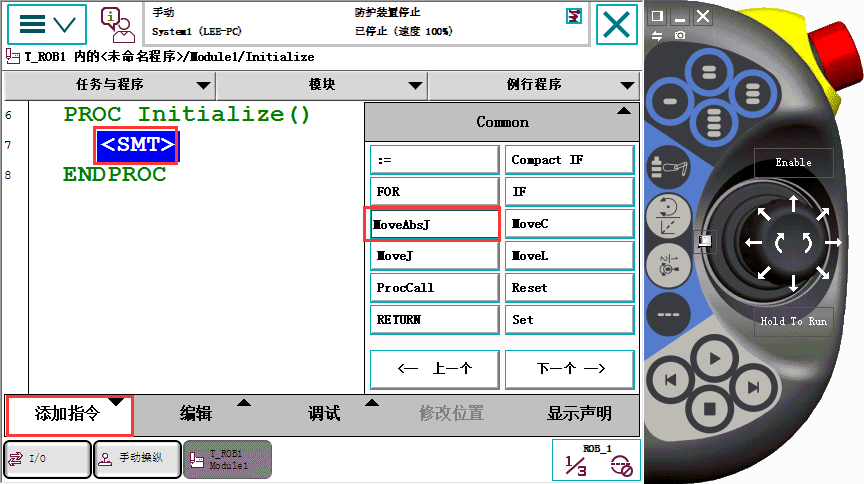 手动
System1 (LEE-PC)
防护装置停止
已停止 (速度 100%)
T_ROB1 内的<未命名程序>/Module1/Initialize
任务与程序
模块
例行程序
6 PROC Initialize()
7 <SMT>
8 ENDPROC
Common
:= Compact IF
FOR IF
MoveAbsJ MoveC
MoveJ MoveL
ProcCall Reset
RETURN Set
<— 上一个 下一个 —>
添加指令 编辑 调试 修改位置 显示声明
I/O
手动操纵
T_ROB1
Module1
ROB_1
1/3
Enable
Hold To Run